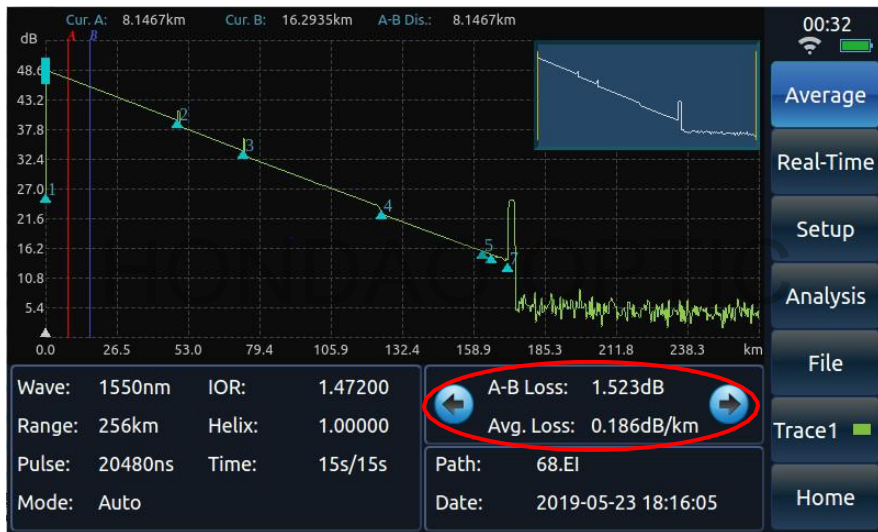 Cur. A: 8.1467km Cur. B: 16.2935km A-B Dis.: 8.1467km
00:32
dB A B
48.6
43.2
37.8
32.4
27.0
21.6
16.2
10.8
5.4
1 2 3 4 5 7
0.0 26.5 53.0 79.4 105.9 132.4 158.9 185.3 211.8 238.3 km
Average
Real-Time
Setup
Analysis
File
Trace1
Home
Wave: 1550nm IOR: 1.47200
Range: 256km Helix: 1.00000
Pulse: 20480ns Time: 15s/15s
Mode: Auto
A-B Loss: 1.523dB
Avg. Loss: 0.186dB/km
Path: 68.EI
Date: 2019-05-23 18:16:05